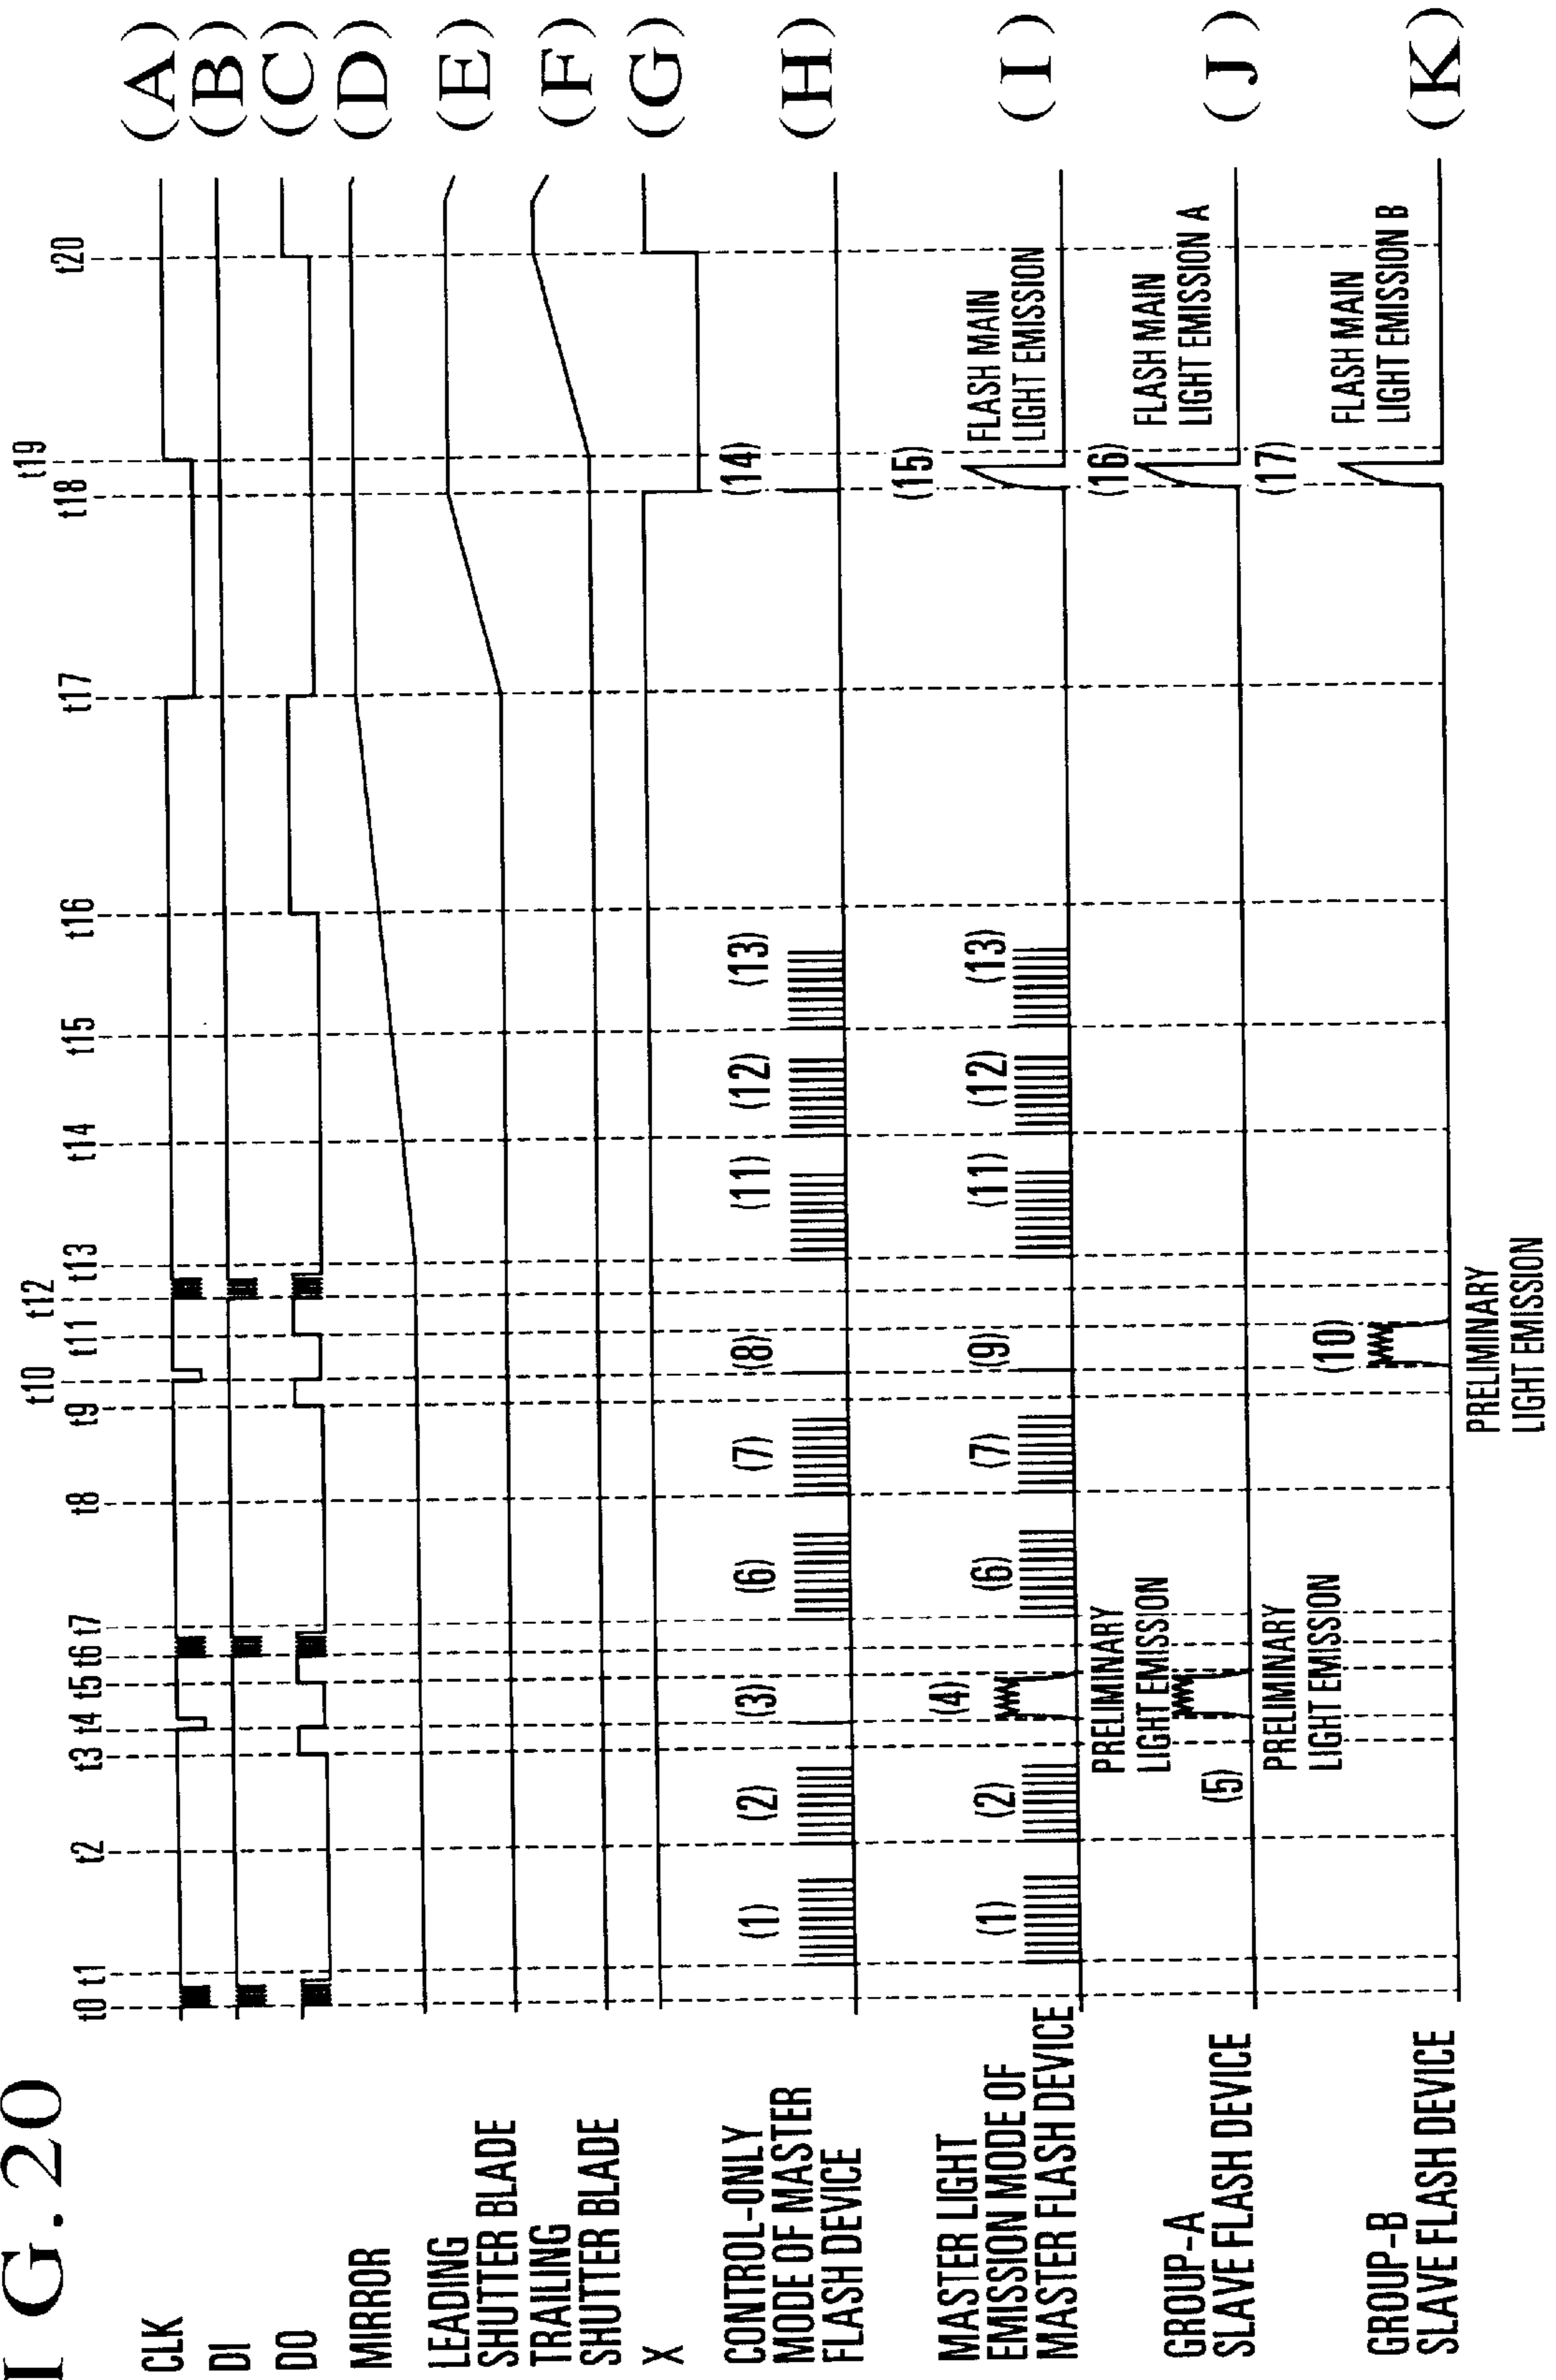 I G. 20
t0
t1
t2
t3
t4
t5
t6
t7
t8
t9
t10
t11
t12
t13
t14
t15
t16
t17
t18
t19
t20
CLK
(A)
DI
(B)
DO
(C)
MIRROR
(D)
LEADING
SHUTTER BLADE
(E)
TRAILING
SHUTTER BLADE
(F)
X
(G)
CONTROL-ONLY
MODE OF MASTER
FLASH DEVICE
(1)
(2)
(3)
(6)
(7)
(8)
(11)
(12)
(13)
(14)
(H)
MASTER LIGHT
EMISSION MODE OF
MASTER FLASH DEVICE
(1)
(2)
(4)
PRELIMINARY
LIGHT EMISSION
(6)
(7)
(9)
(11)
(12)
(13)
(15)
FLASH MAIN
LIGHT EMISSION
(I)
GROUP-A
SLAVE FLASH DEVICE
(5)
PRELIMINARY
LIGHT EMISSION
(16)
FLASH MAIN
LIGHT EMISSION A
(J)
GROUP-B
SLAVE FLASH DEVICE
(10)
PRELIMINARY
LIGHT EMISSION
(17)
FLASH MAIN
LIGHT EMISSION B
(K)